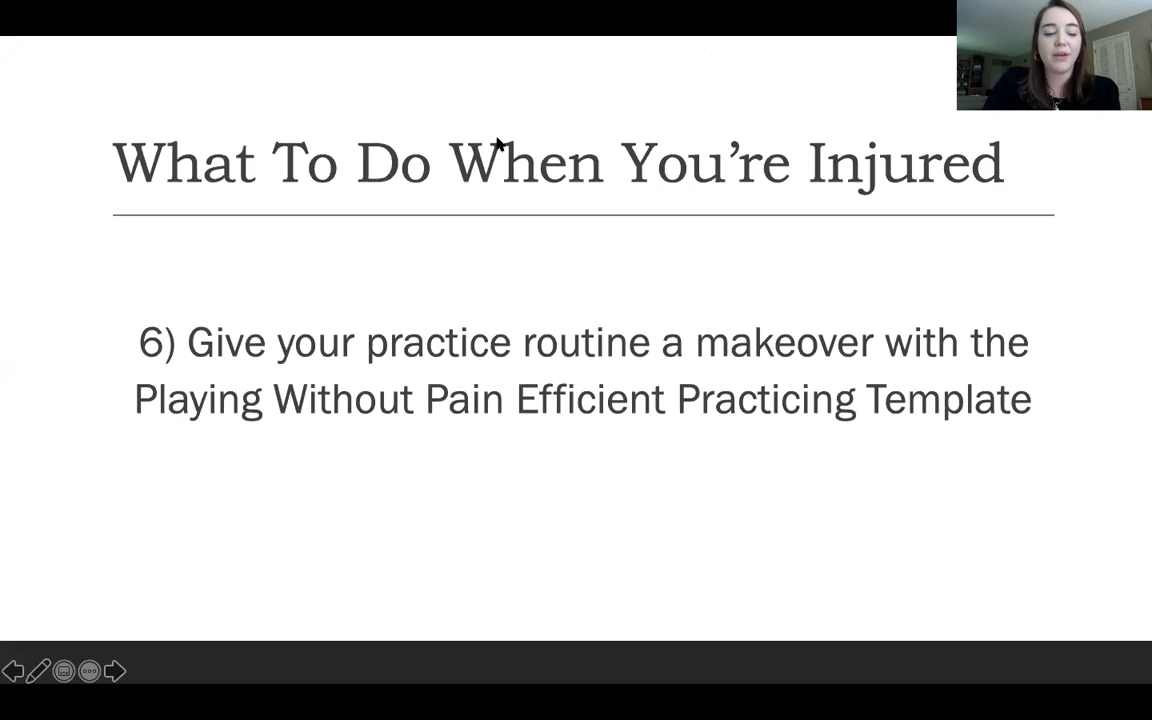 What To Do When You’re Injured
6) Give your practice routine a makeover with the
Playing Without Pain Efficient Practicing Template